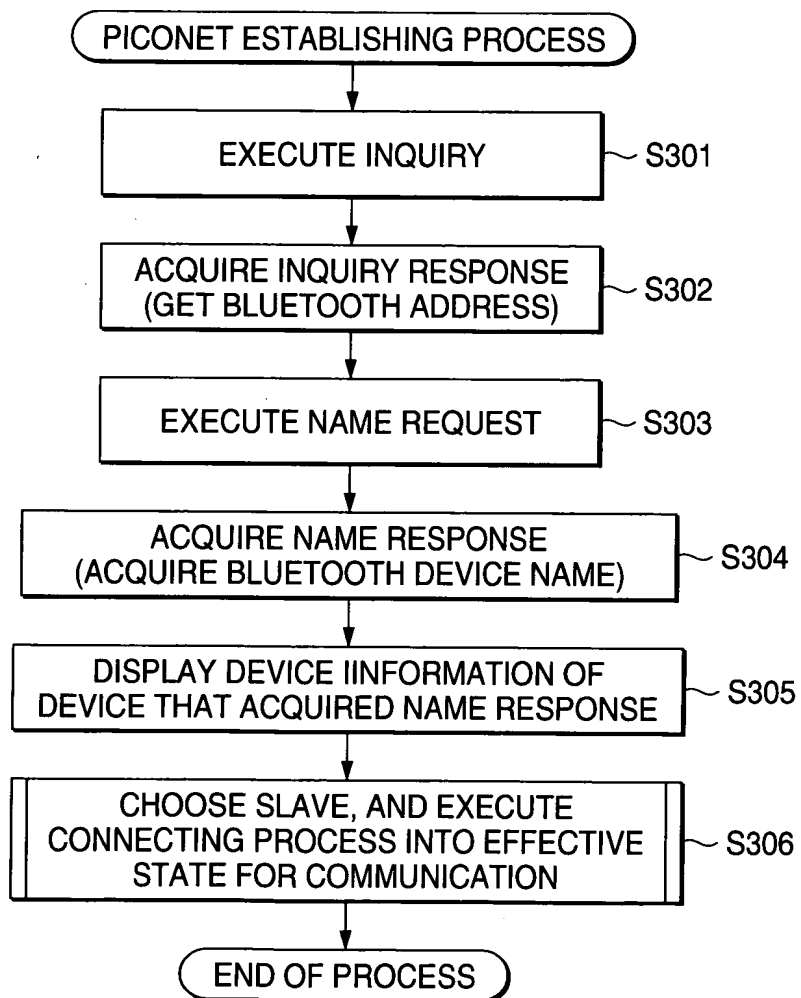 PICONET ESTABLISHING PROCESS
EXECUTE INQUIRY
S301
ACQUIRE INQUIRY RESPONSE
(GET BLUETOOTH ADDRESS)
S302
EXECUTE NAME REQUEST
S303
ACQUIRE NAME RESPONSE
(ACQUIRE BLUETOOTH DEVICE NAME)
S304
DISPLAY DEVICE IINFORMATION OF
DEVICE THAT ACQUIRED NAME RESPONSE
S305
CHOOSE SLAVE, AND EXECUTE
CONNECTING PROCESS INTO EFFECTIVE
STATE FOR COMMUNICATION
S306
END OF PROCESS